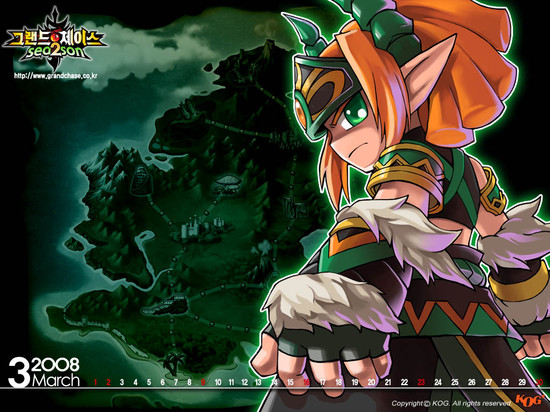 그랜드체이스
sea2son
http://www.grandchase.co.kr
3 2008
March
1 2 3 4 5 6 7 8 9 10 11 12 13 14 15 16 17 18 19 20 21 22 23 24 25 26 27 28 29 30
Copyright© KOG. All rights reserved. KOG